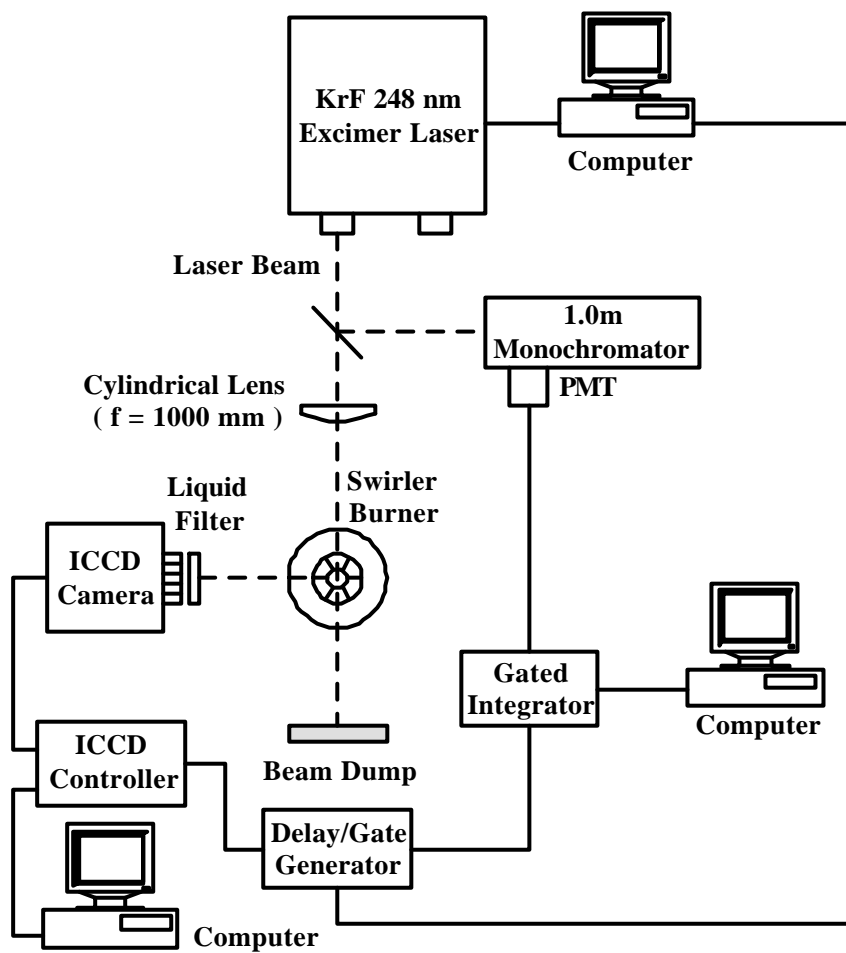 KrF 248 nm
Excimer Laser
Computer
Laser Beam
1.0m
Monochromator
PMT
Cylindrical Lens
( f = 1000 mm )
Liquid
Filter
Swirler
Burner
ICCD
Camera
Gated
Integrator
Computer
ICCD
Controller
Beam Dump
Delay/Gate
Generator
Computer